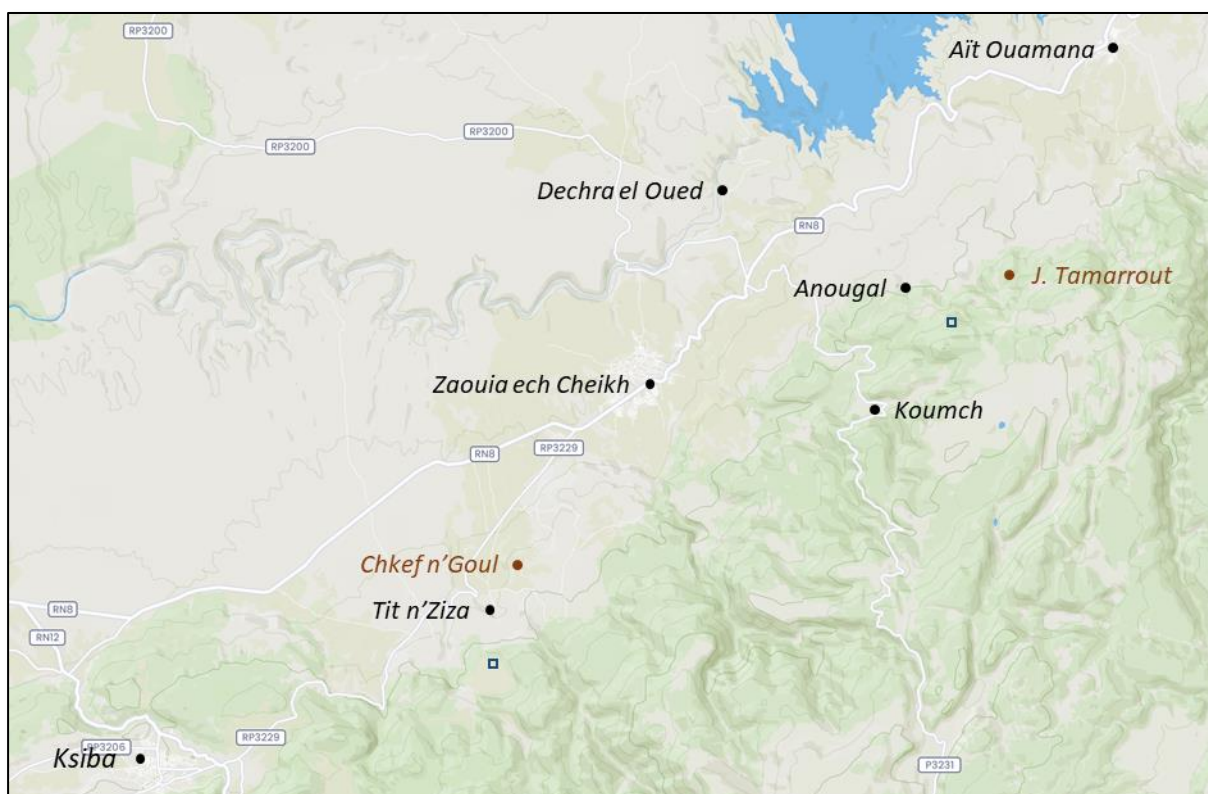 RP3200
Aït Ouamana
RP3200
RP3200
Dechra el Oued
RN8
J. Tamarrout
Anougal
Zaouia ech Cheikh
Koumch
RP3229
RN8
Chkef n’Goul
RN8
Tit n’Ziza
RN12
RP3229
RP3206
Ksiba
P3231